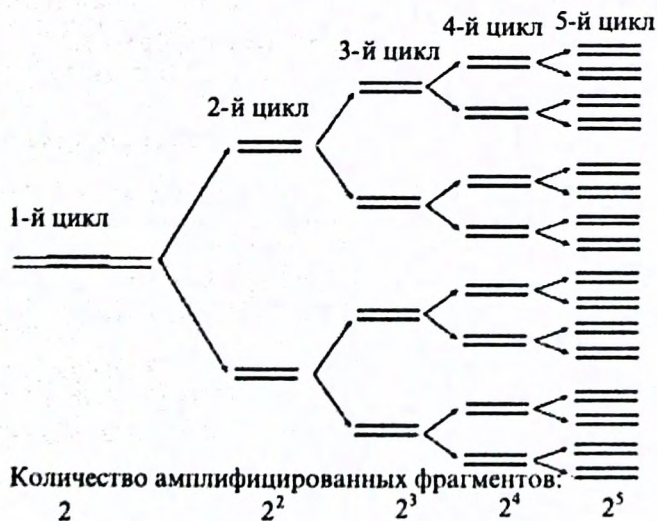 5-й цикл
4-й цикл
3-й цикл
2-й цикл
1-й цикл
Количество амплифицированных фрагментов:
2 2² 2³ 2⁴ 2⁵